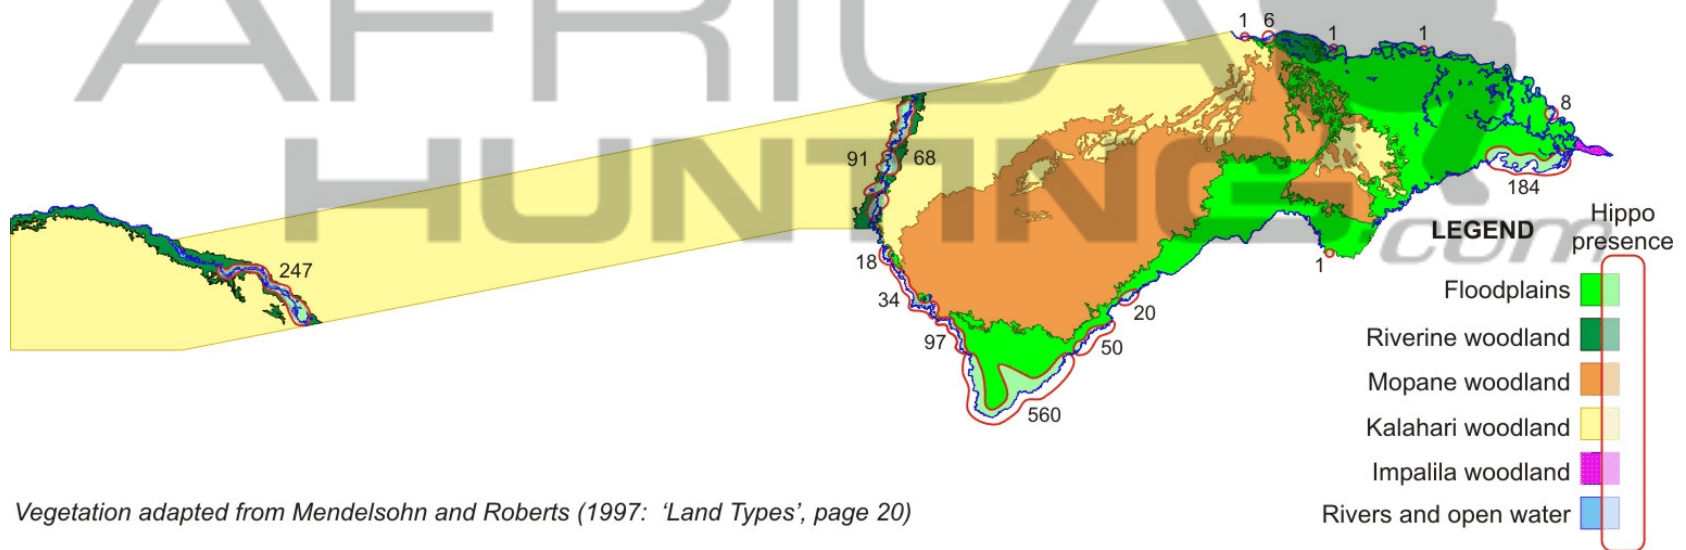 AFRICA
HUNTING
.com
1 6 1 1
8
91 68
184
247
18
34
97
1
20
50
560
LEGEND
Hippo
presence
Floodplains
Riverine woodland
Mopane woodland
Kalahari woodland
Impalila woodland
Rivers and open water
Vegetation adapted from Mendelsohn and Roberts (1997: ‘Land Types’, page 20)